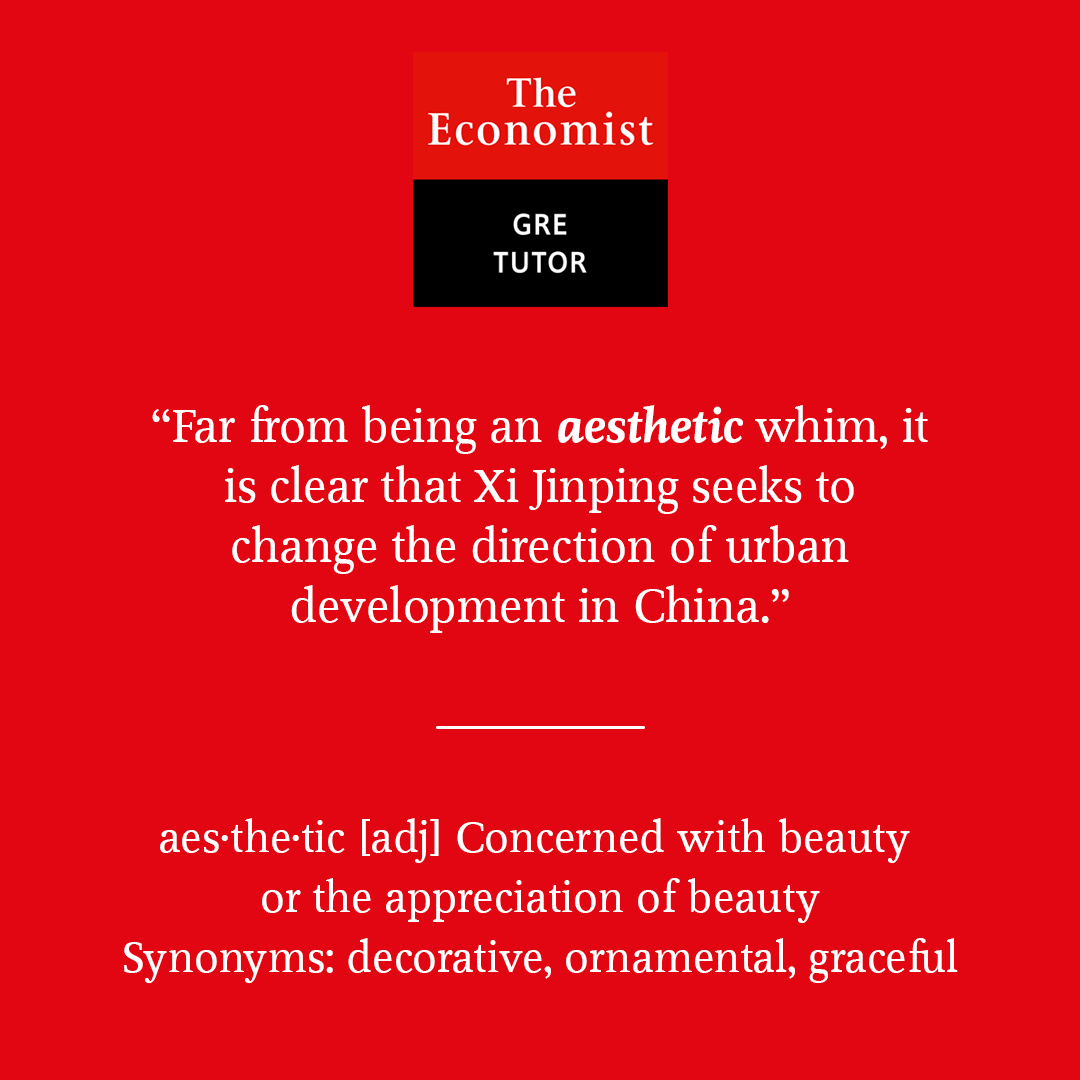 The
Economist
GRE
TUTOR
“Far from being an aesthetic whim, it
is clear that Xi Jinping seeks to
change the direction of urban
development in China.”
aes·the·tic [adj] Concerned with beauty
or the appreciation of beauty
Synonyms: decorative, ornamental, graceful